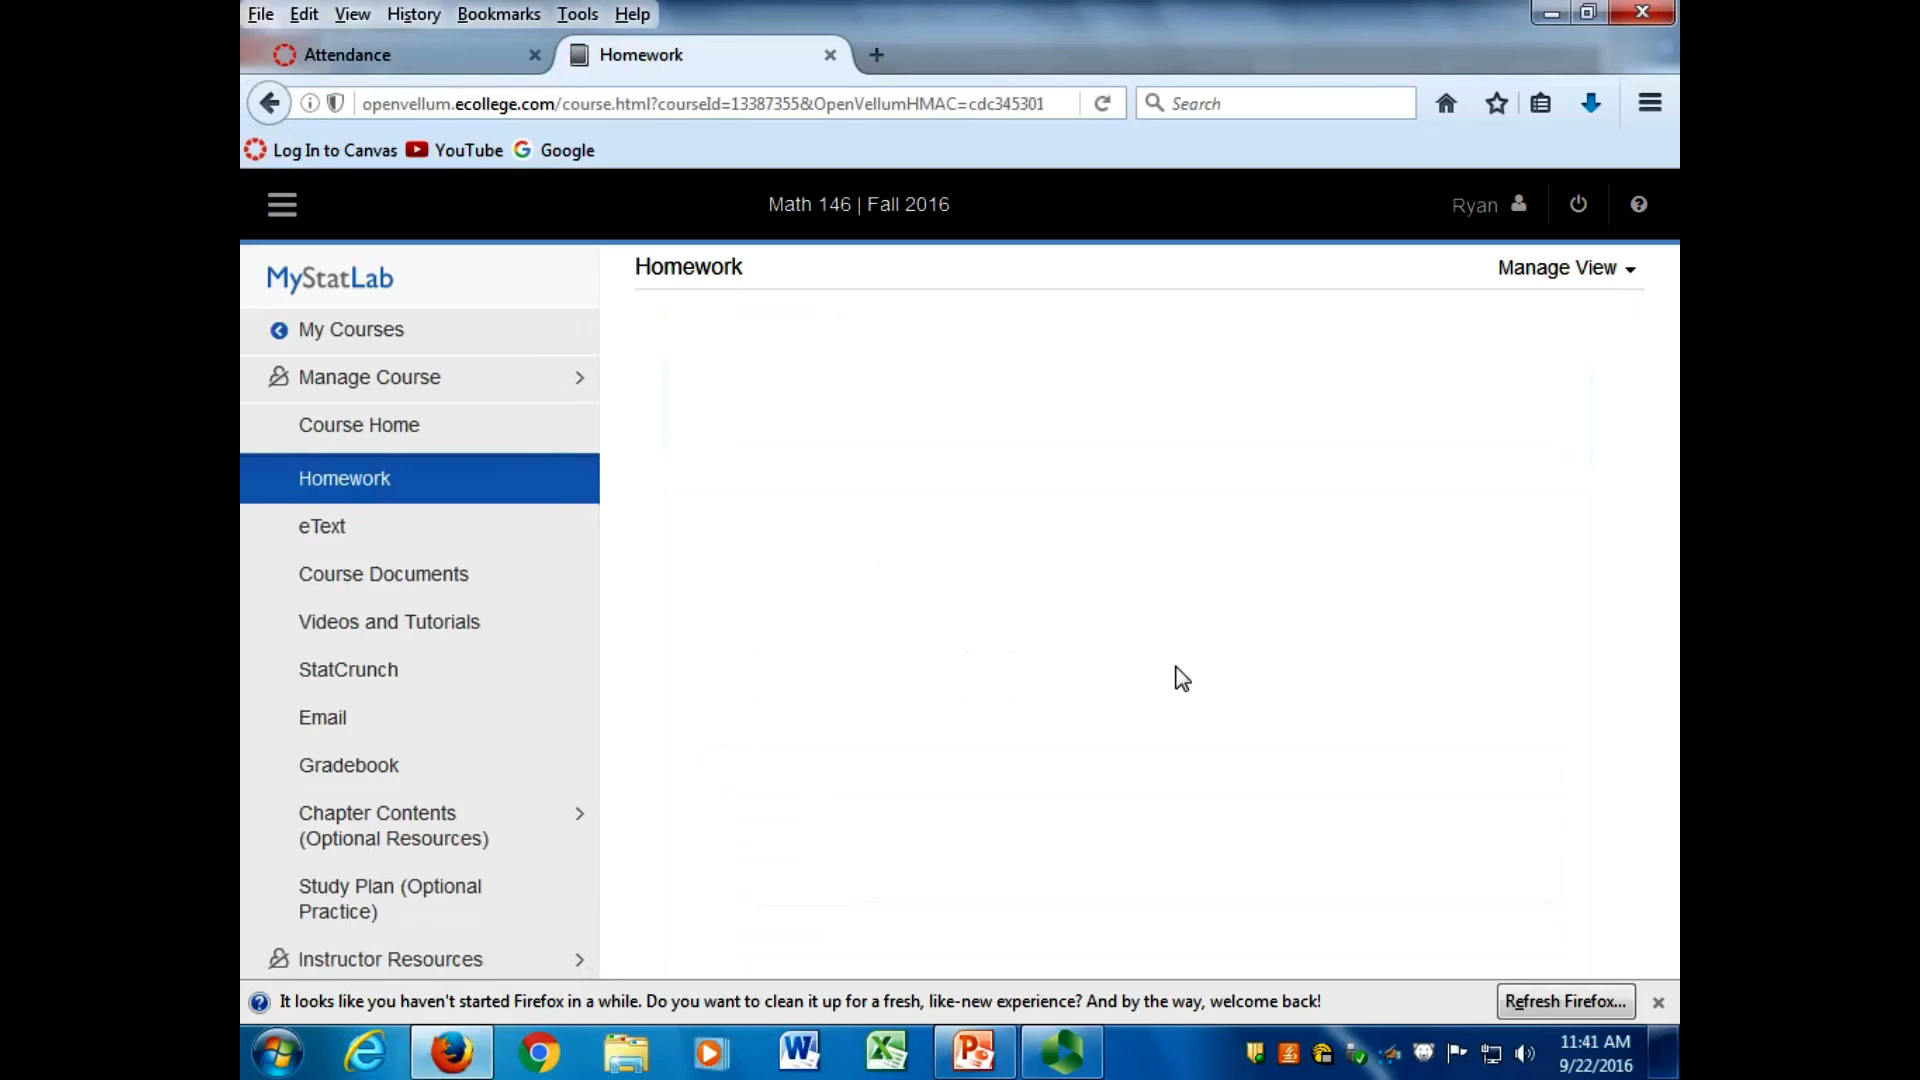 File Edit View History Bookmarks Tools Help
Attendance Homework
openvellum.ecollege.com/course.html?courseId=13387355&OpenVellumHMAC=cdc345301 Search
Log In to Canvas YouTube Google
Math 146 | Fall 2016 Ryan
MyStatLab
Homework Manage View
My Courses
Manage Course
Course Home
Homework
eText
Course Documents
Videos and Tutorials
StatCrunch
Email
Gradebook
Chapter Contents
(Optional Resources)
Study Plan (Optional
Practice)
Instructor Resources
It looks like you haven't started Firefox in a while. Do you want to clean it up for a fresh, like-new experience? And by the way, welcome back! Refresh Firefox...
11:41 AM
9/22/2016